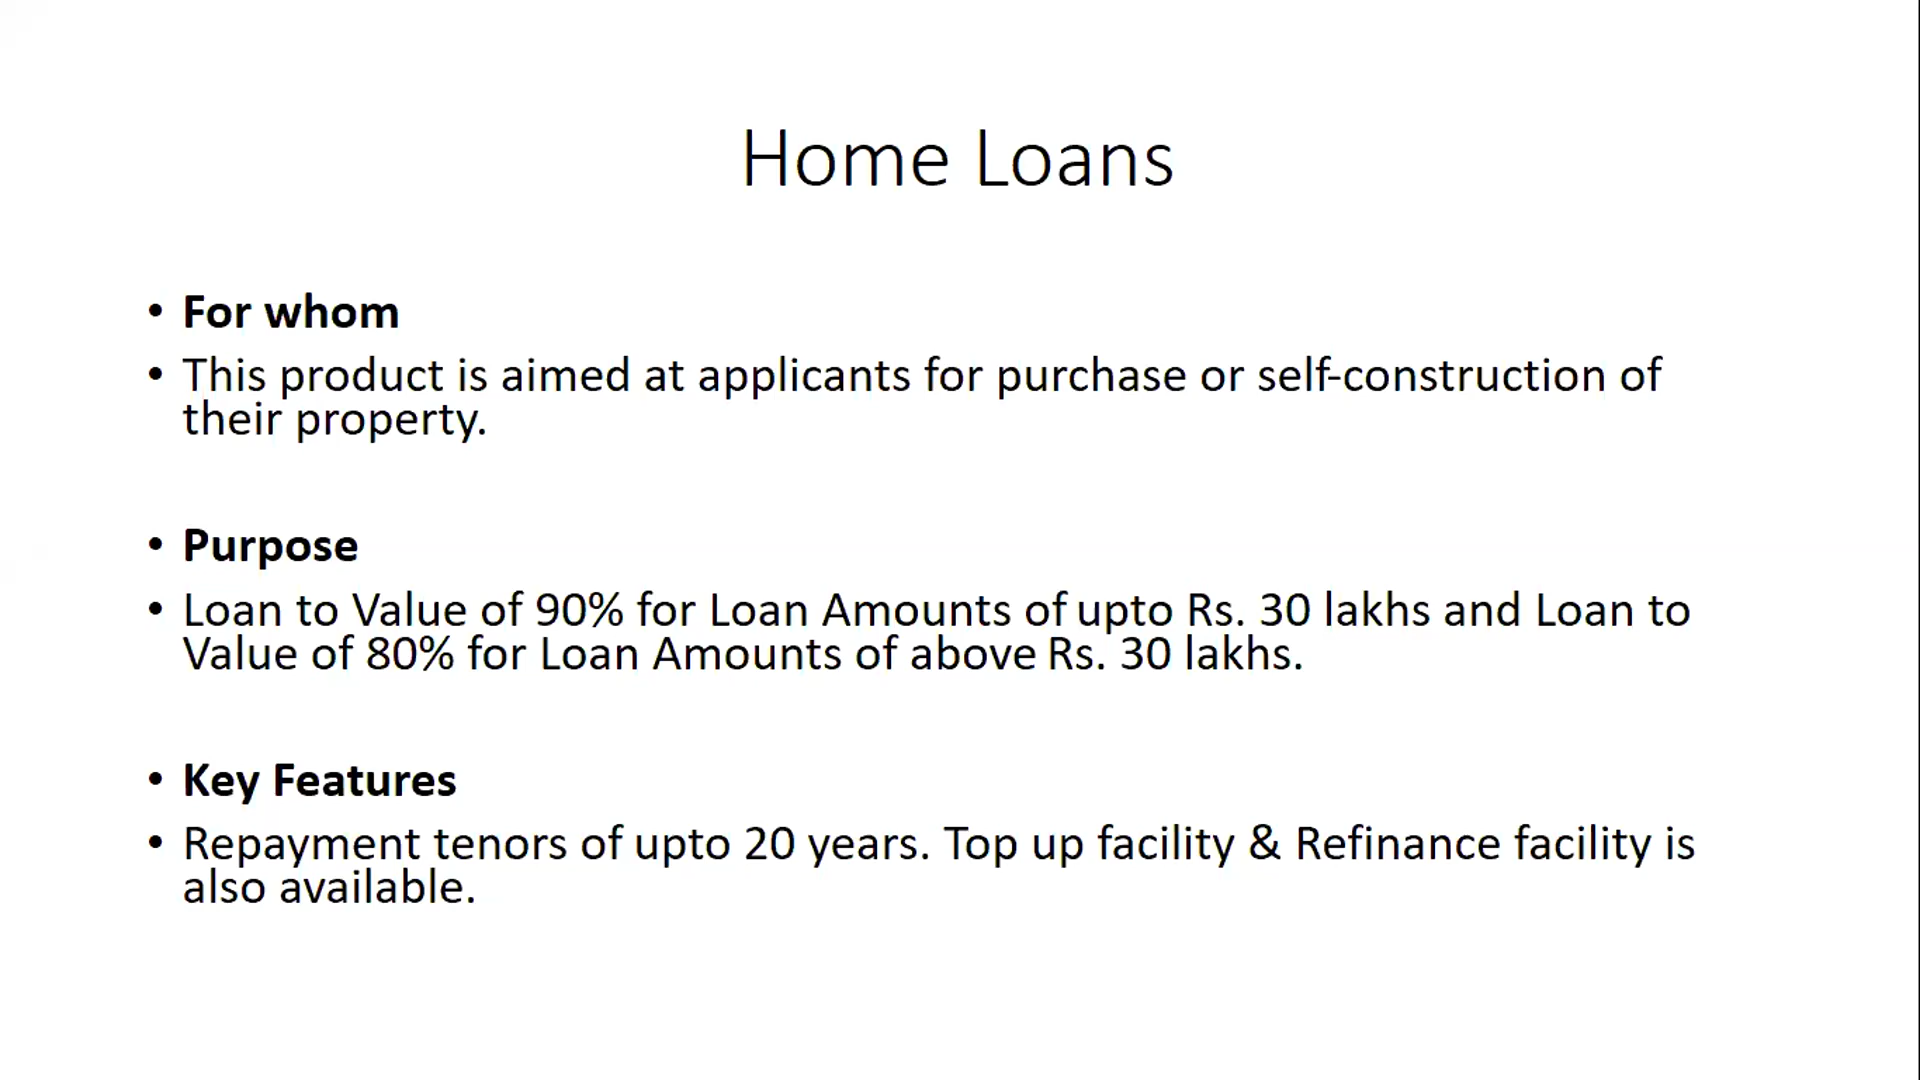 Home Loans
• For whom
• This product is aimed at applicants for purchase or self-construction of
their property.
• Purpose
• Loan to Value of 90% for Loan Amounts of upto Rs. 30 lakhs and Loan to
Value of 80% for Loan Amounts of above Rs. 30 lakhs.
• Key Features
• Repayment tenors of upto 20 years. Top up facility & Refinance facility is
also available.